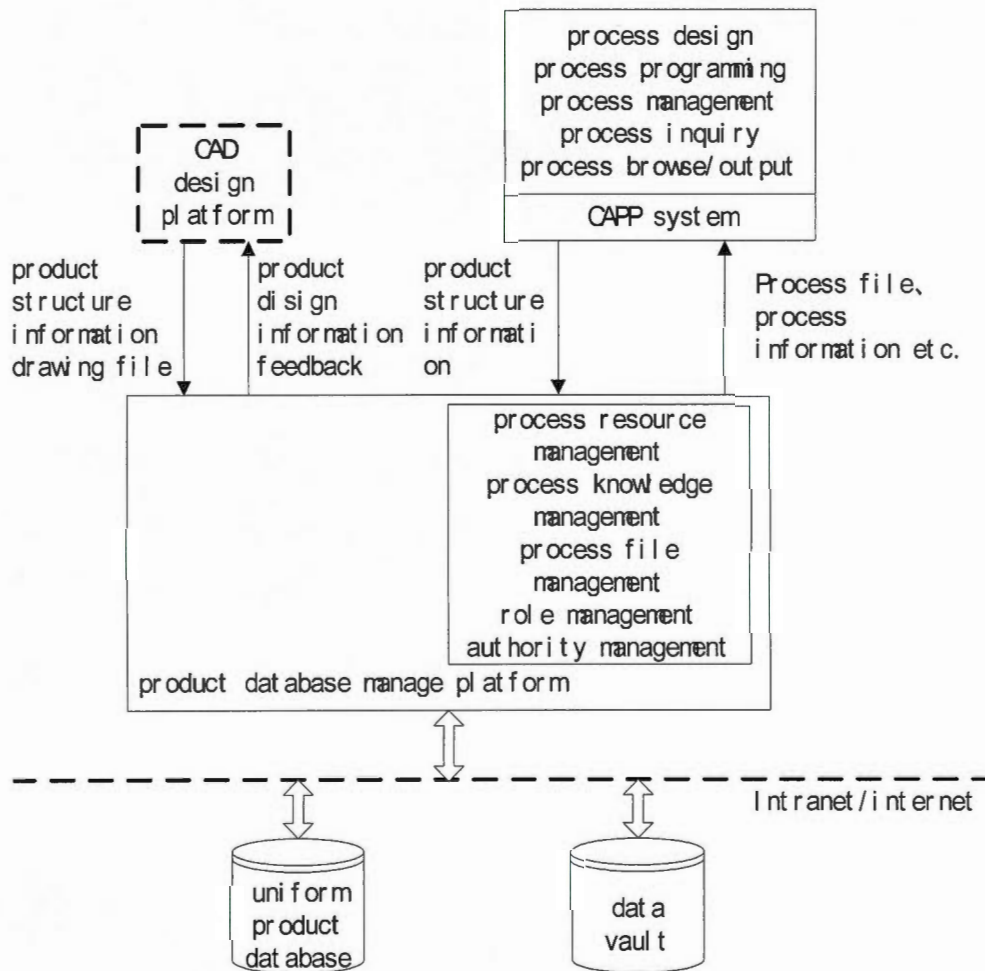 process design
process programming
process management
process inquiry
process browse/output
CAPP system
CAD
design
platform
product
structure
information
drawing file
product
disign
information
feedback
product
structure
informati
on
Process file、
process
information etc.
process resource
management
process knowledge
management
process file
management
role management
authority management
product database manage platform
Intranet/internet
uniform
product
database
data
vault